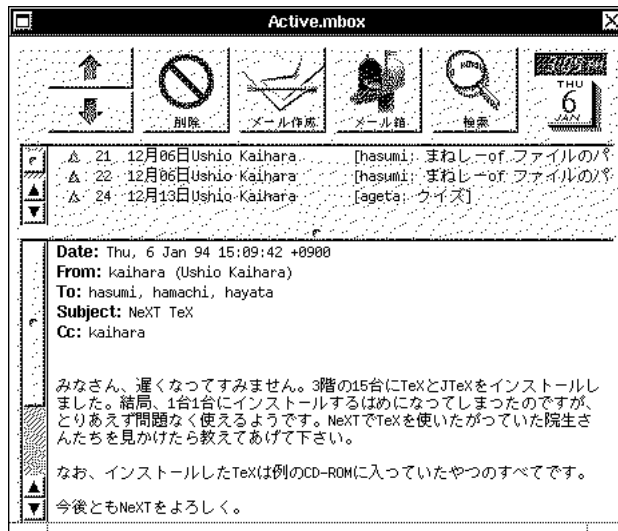 Active.mbox
削除
メール作成
メール箱
検索
THU
6
JAN
21 12月06日Ushio Kaihara [hasumi: まねしーof ファイルのパ
22 12月06日Ushio Kaihara [hasumi: まねしーof ファイルのパ
24 12月13日Ushio Kaihara [ageta: クイズ]
Date: Thu, 6 Jan 94 15:09:42 +0900
From: kaihara (Ushio Kaihara)
To: hasumi, hamachi, hayata
Subject: NeXT TeX
Cc: kaihara
みなさん、遅くなってすみません。3階の15台にTeXとJTeXをインストールし
ました。結局、1台1台にインストールするはめになってしまったのですが、
とりあえず問題なく使えるようです。NeXTでTeXを使いたがっていた院生さ
んたちを見かけたら教えてあげて下さい。
なお、インストールしたTeXは例のCD-ROMに入っていたやつのすべてです。
今後ともNeXTをよろしく。